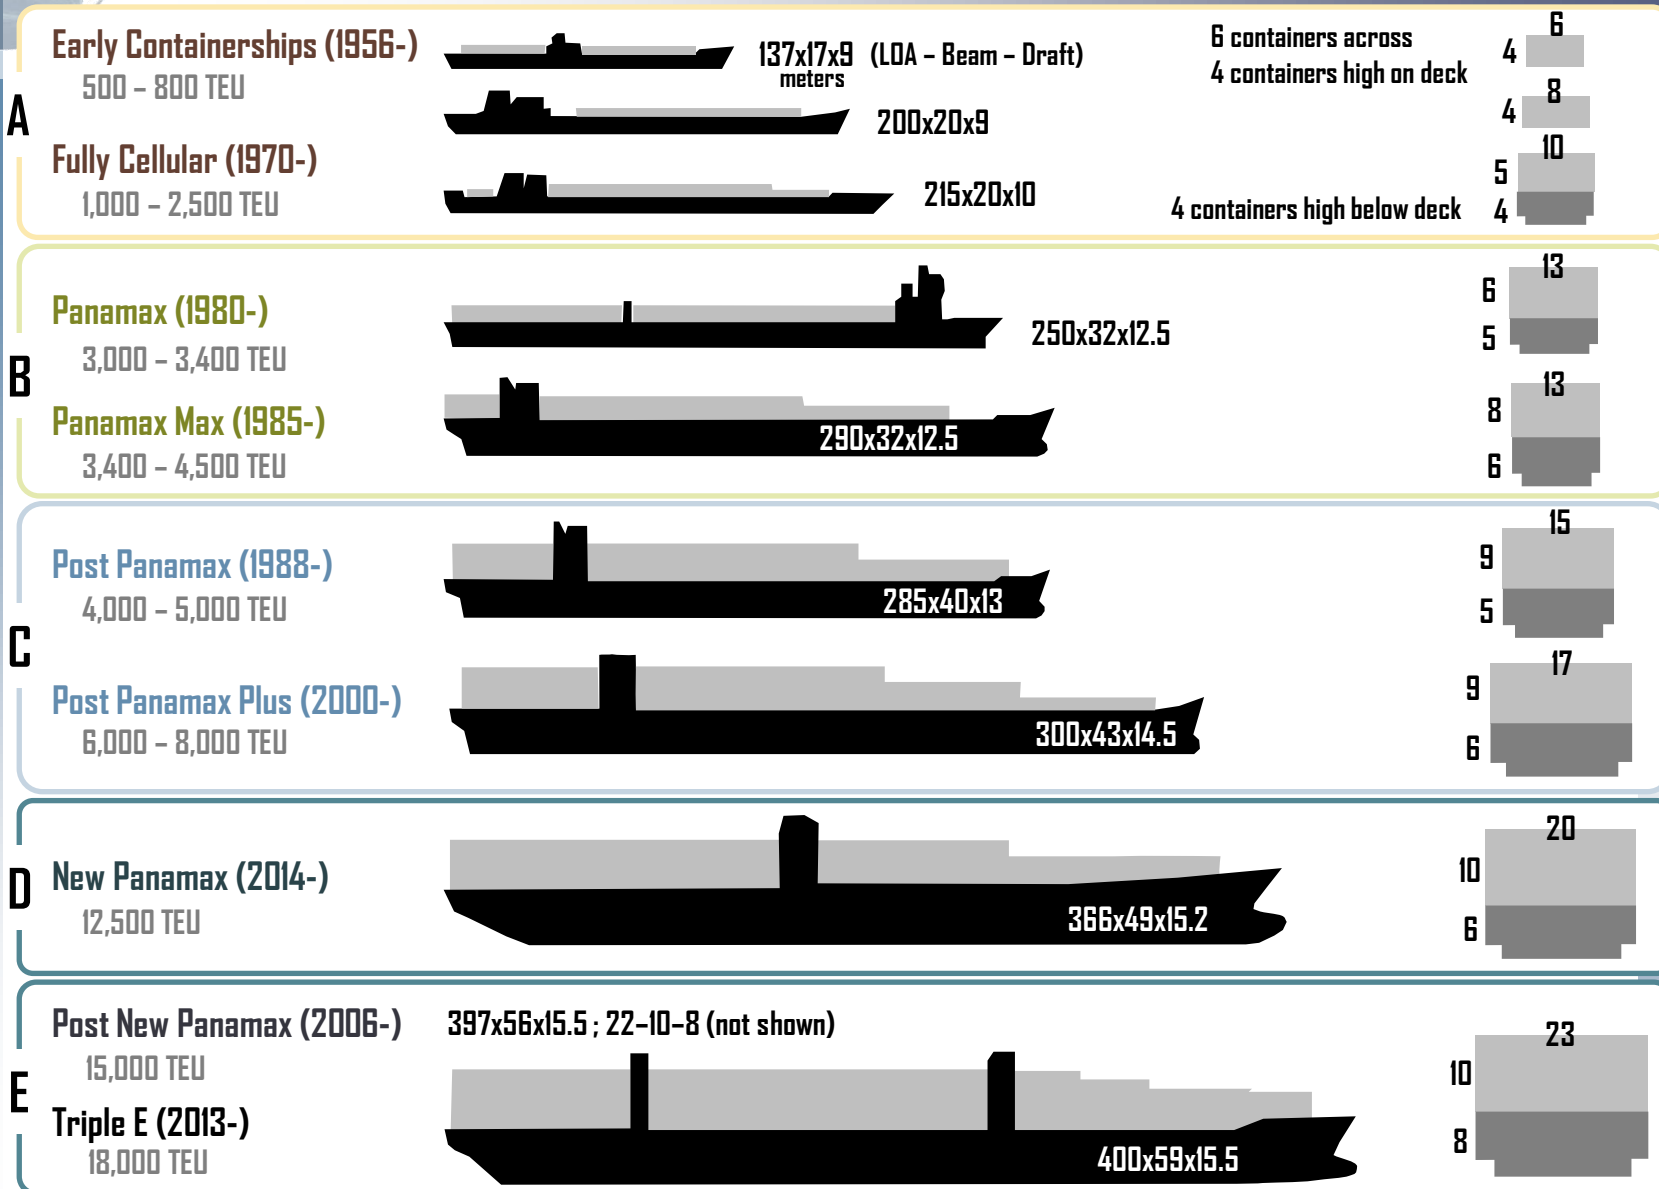 A
Early Containerships (1956-)
500 – 800 TEU
137x17x9 (LOA – Beam – Draft)
meters
6 containers across
4 containers high on deck
6
4
200x20x9
8
4
Fully Cellular (1970-)
1,000 – 2,500 TEU
215x20x10
4 containers high below deck
10
5
4
B
Panamax (1980-)
3,000 – 3,400 TEU
250x32x12.5
13
6
5
Panamax Max (1985-)
3,400 – 4,500 TEU
290x32x12.5
13
8
6
C
Post Panamax (1988-)
4,000 – 5,000 TEU
285x40x13
15
9
5
Post Panamax Plus (2000-)
6,000 – 8,000 TEU
300x43x14.5
17
9
6
D
New Panamax (2014-)
12,500 TEU
366x49x15.2
20
10
6
E
Post New Panamax (2006-)
15,000 TEU
397x56x15.5 ; 22–10–8 (not shown)
Triple E (2013-)
18,000 TEU
400x59x15.5
23
10
8